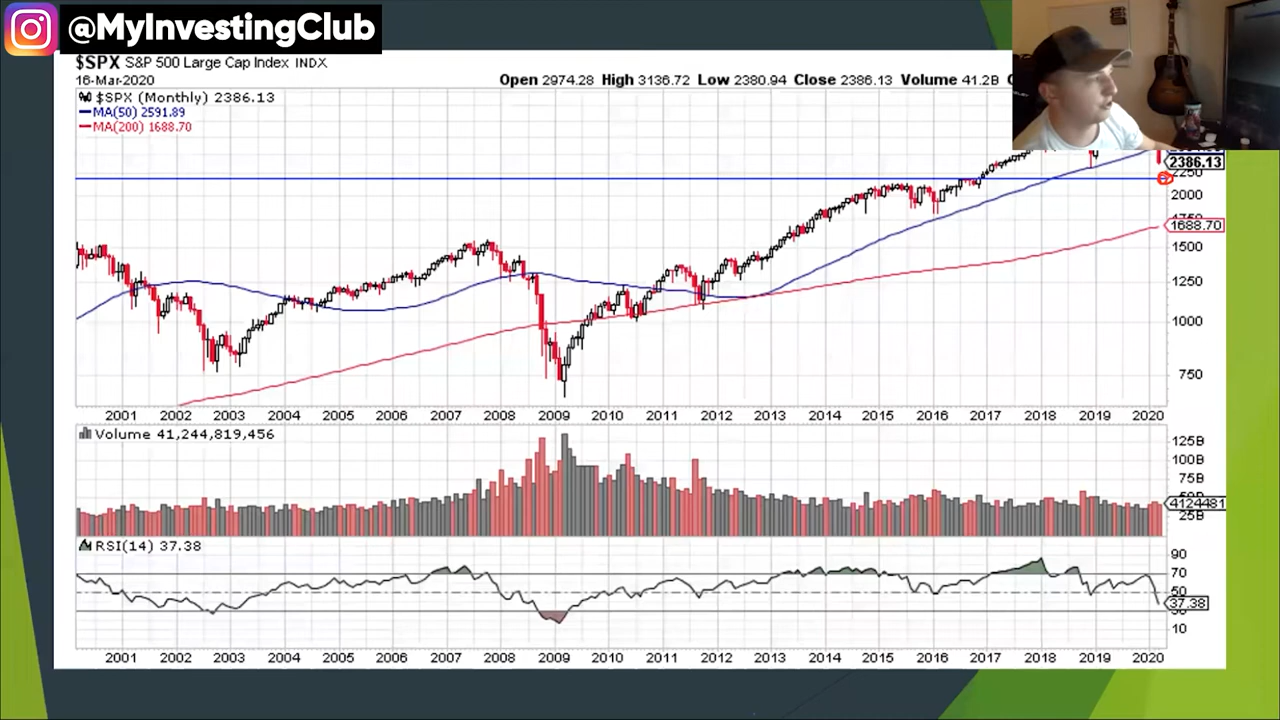 @MyInvestingClub
$SPX S&P 500 Large Cap Index INDX
16-Mar-2020
Open 2974.28 High 3136.72 Low 2380.94 Close 2386.13 Volume 41.2B
$SPX (Monthly) 2386.13
MA(50) 2591.89
MA(200) 1688.70
2386.13
2250
2000
1750
1688.70
1500
1250
1000
750
2001 2002 2003 2004 2005 2006 2007 2008 2009 2010 2011 2012 2013 2014 2015 2016 2017 2018 2019 2020
Volume 41,244,819,456
125B
100B
75B
4124481
25B
RSI(14) 37.38
90
70
50
37.38
10
2001 2002 2003 2004 2005 2006 2007 2008 2009 2010 2011 2012 2013 2014 2015 2016 2017 2018 2019 2020